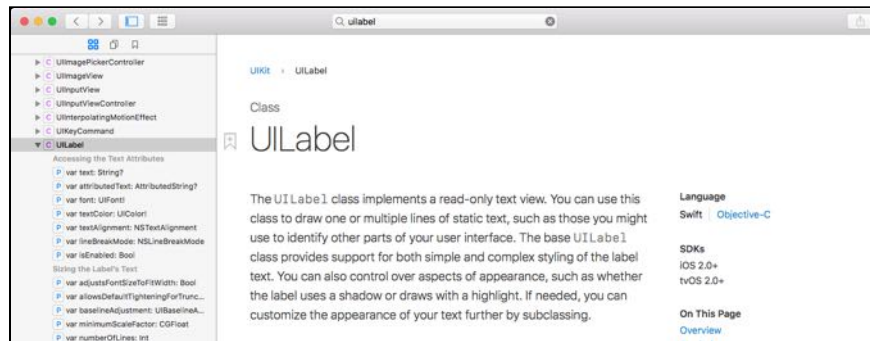 uilabel
UIImagePickerController
UIImageView
UIInputView
UIInputViewController
UIInterpolatingMotionEffect
UIKeyCommand
UILabel
Accessing the Text Attributes
P var text: String?
P var attributedText: AttributedString?
P var font: UIFont!
P var textColor: UIColor!
P var textAlignment: NSTextAlignment
P var lineBreakMode: NSLineBreakMode
P var isEnabled: Bool
Sizing the Label's Text
P var adjustsFontSizeToFitWidth: Bool
P var allowsDefaultTighteningForTrunc...
P var baselineAdjustment: UIBaselineA...
P var minimumScaleFactor: CGFloat
P var numberOfLines: Int
UIKit › UILabel
Class
UILabel
The UILabel class implements a read-only text view. You can use this
class to draw one or multiple lines of static text, such as those you might
use to identify other parts of your user interface. The base UILabel
class provides support for both simple and complex styling of the label
text. You can also control over aspects of appearance, such as whether
the label uses a shadow or draws with a highlight. If needed, you can
customize the appearance of your text further by subclassing.
Language
Swift | Objective-C
SDKs
iOS 2.0+
tvOS 2.0+
On This Page
Overview